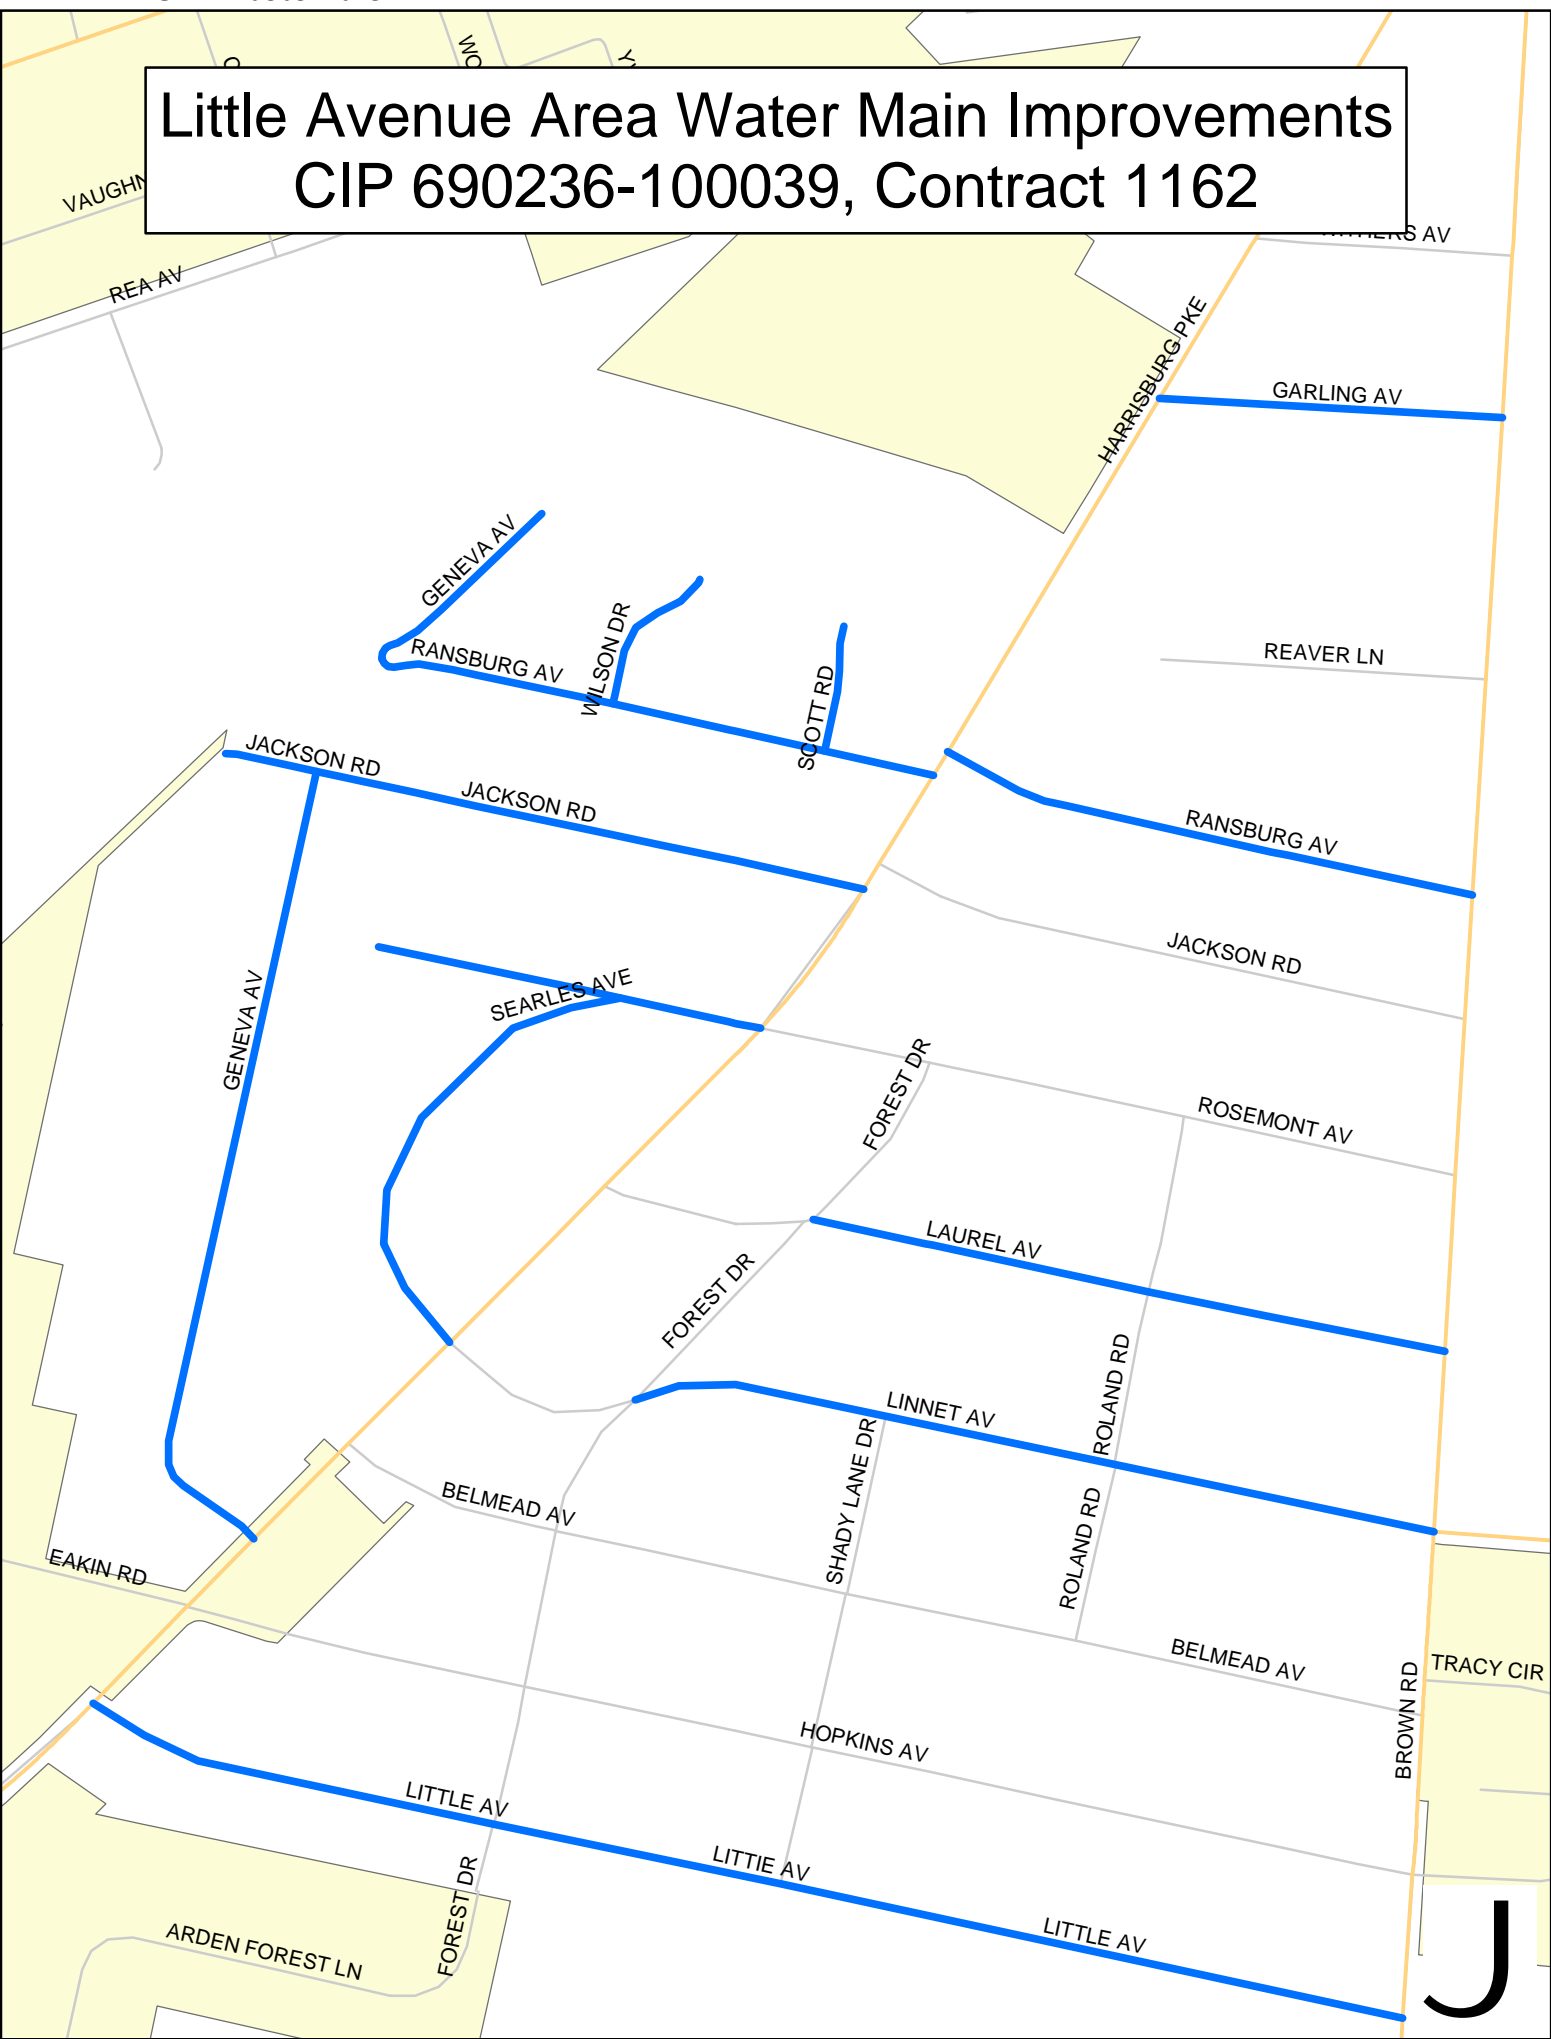 Little Avenue Area Water Main Improvements
CIP 690236-100039, Contract 1162
REA AV
HARRISBURG PKE
GARLING AV
GENEVA AV
WILSON DR
RANSBURG AV
SCOTT RD
REAVER LN
JACKSON RD
JACKSON RD
RANSBURG AV
JACKSON RD
SEARLES AVE
GENEVA AV
FOREST DR
ROSEMONT AV
LAUREL AV
FOREST DR
ROLAND RD
LINNET AV
SHADY LANE DR
BELMEAD AV
ROLAND RD
EAKIN RD
BELMEAD AV
TRACY CIR
BROWN RD
HOPKINS AV
LITTLE AV
LITTIE AV
FOREST DR
LITTLE AV
ARDEN FOREST LN
J